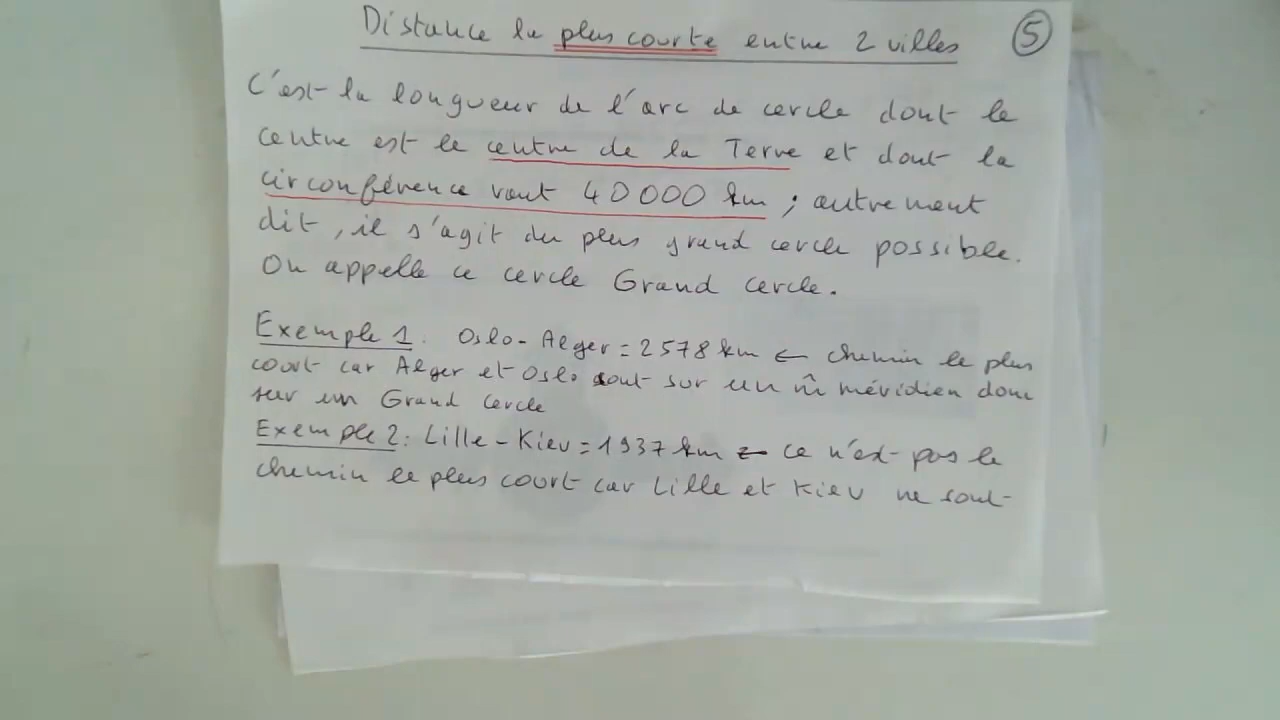 Distance la plus courte entre 2 villes
5
C'est la longueur de l'arc de cercle dont le
centre est le centre de la Terre et dont la
circonférence vaut 40000 km ; autrement
dit, il s'agit du plus grand cercle possible.
On appelle ce cercle Grand cercle.
Exemple 1 : Oslo - Alger = 2578 km ← chemin le plus
court car Alger et Oslo sont sur un m̂ méridien donc
sur un Grand cercle
Exemple 2 : Lille - Kiev = 1937 km ← ce n'est pas le
chemin le plus court car Lille et Kiev ne sont